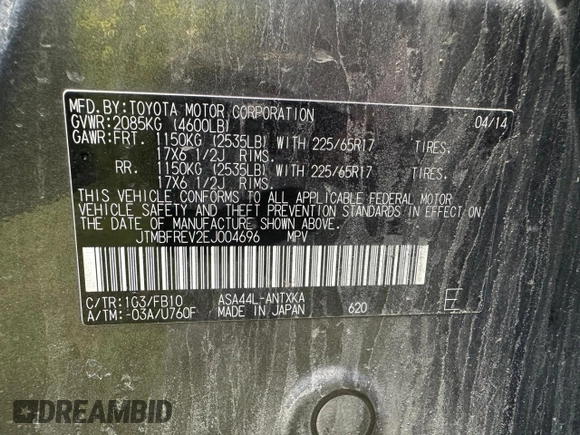 MFD. BY: TOYOTA MOTOR CORPORATION 04/14
GVWR: 2085KG (4600LB)
GAWR: FRT. 1150KG (2535LB) WITH 225/65R17 TIRES.
17X6 1/2J RIMS.
RR. 1150KG (2535LB) WITH 225/65R17 TIRES.
17X6 1/2J RIMS.
THIS VEHICLE CONFORMS TO ALL APPLICABLE FEDERAL MOTOR
VEHICLE SAFETY AND THEFT PREVENTION STANDARDS IN EFFECT ON
THE DATE OF MANUFACTURE SHOWN ABOVE.
JTMBFREV2EJ004696 MPV
C/TR: 1G3/FB10 ASA44L-ANTXKA E
A/TM: -03A/U760F MADE IN JAPAN 620
DREAMBID